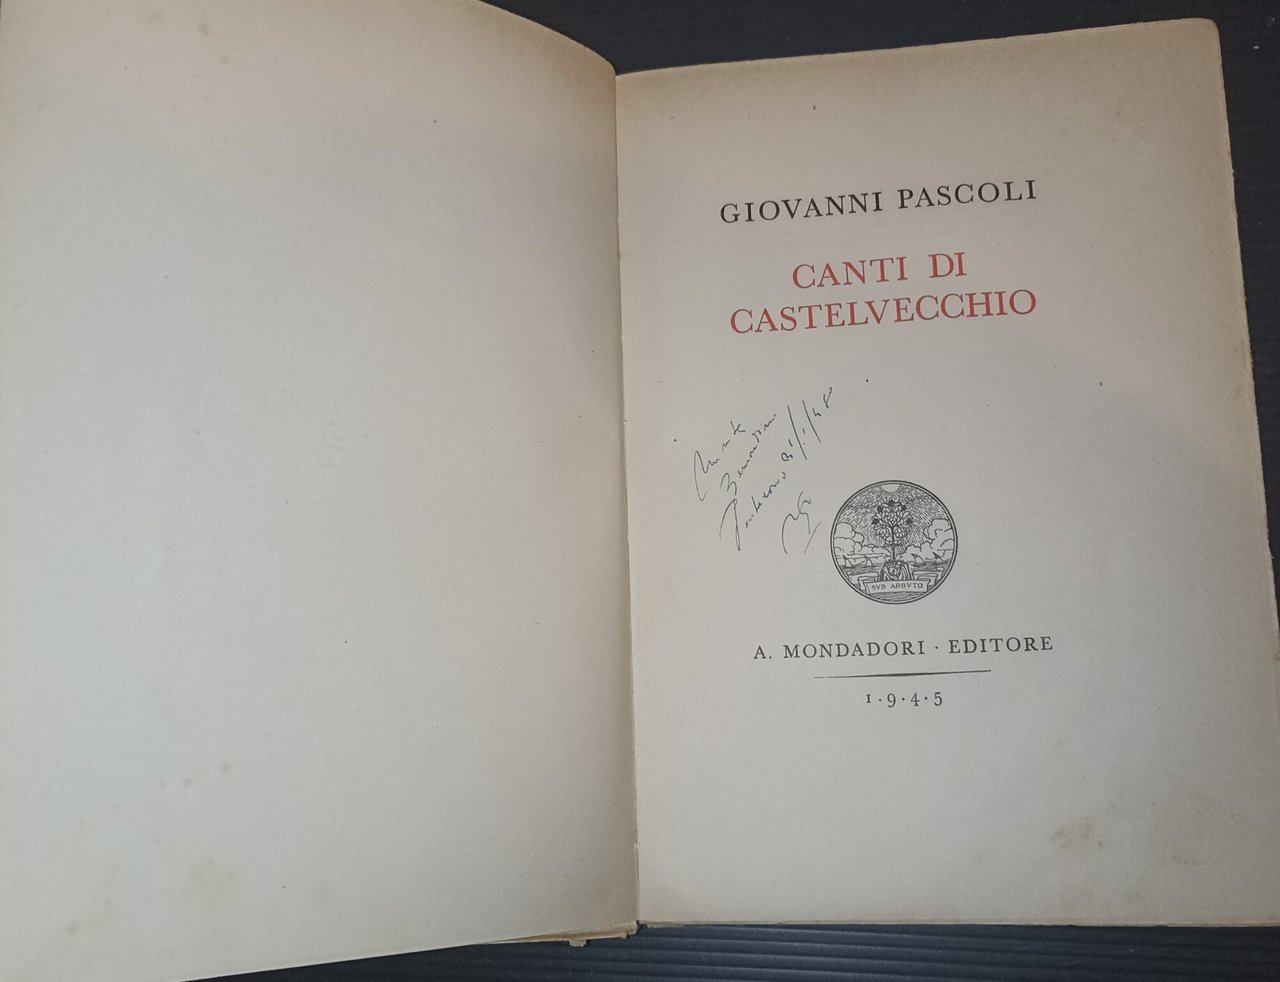 GIOVANNI PASCOLI
CANTI DI
CASTELVECCHIO
SVB ARBVTO
A. MONDADORI · EDITORE
1·9·4·5